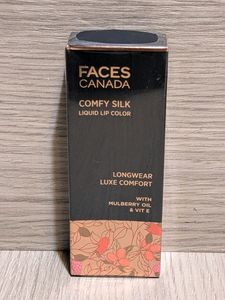 FACES
CANADA
COMFY SILK
LIQUID LIP COLOR
LONGWEAR
LUXE COMFORT
WITH
MULBERRY OIL
& VIT E